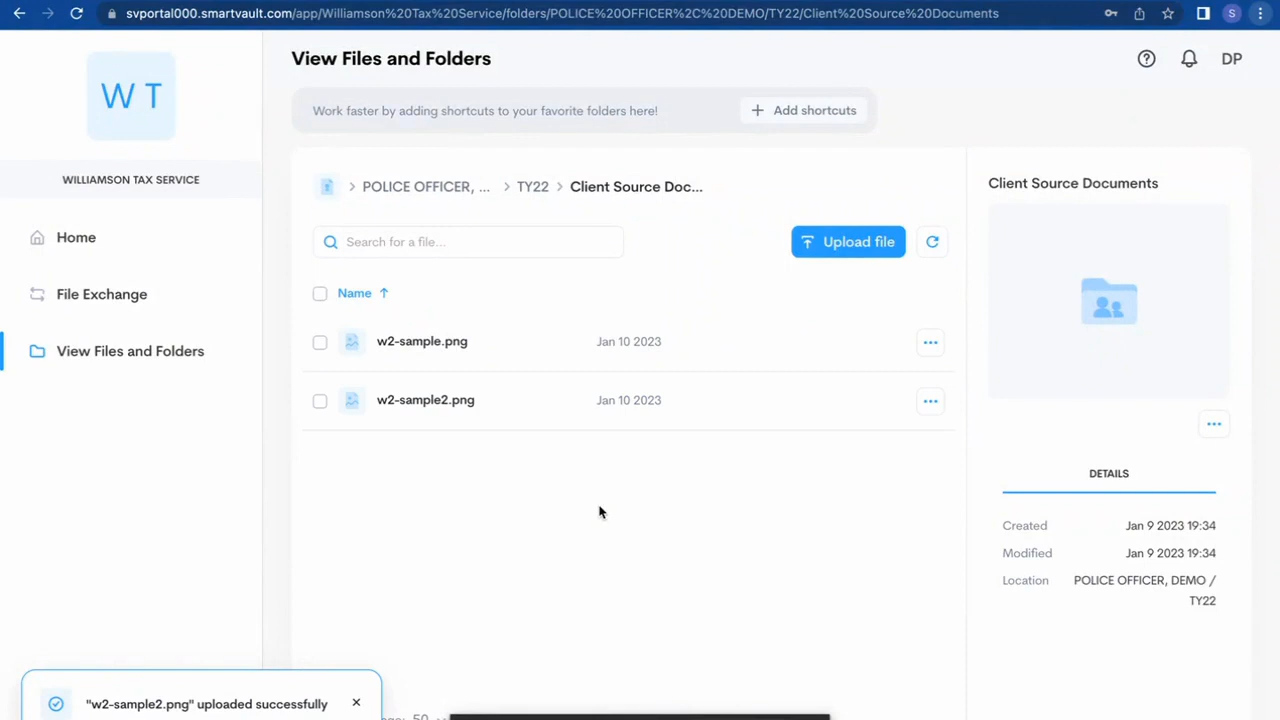 svportal000.smartvault.com/app/Williamson%20Tax%20Service/folders/POLICE%20OFFICER%2C%20DEMO/TY22/Client%20Source%20Documents
S
W T
WILLIAMSON TAX SERVICE
Home
File Exchange
View Files and Folders
View Files and Folders
DP
Work faster by adding shortcuts to your favorite folders here!
Add shortcuts
POLICE OFFICER, ... > TY22 > Client Source Doc...
Search for a file...
Upload file
Name
w2-sample.png Jan 10 2023
w2-sample2.png Jan 10 2023
Client Source Documents
DETAILS
Created Jan 9 2023 19:34
Modified Jan 9 2023 19:34
Location POLICE OFFICER, DEMO /
TY22
"w2-sample2.png" uploaded successfully
50